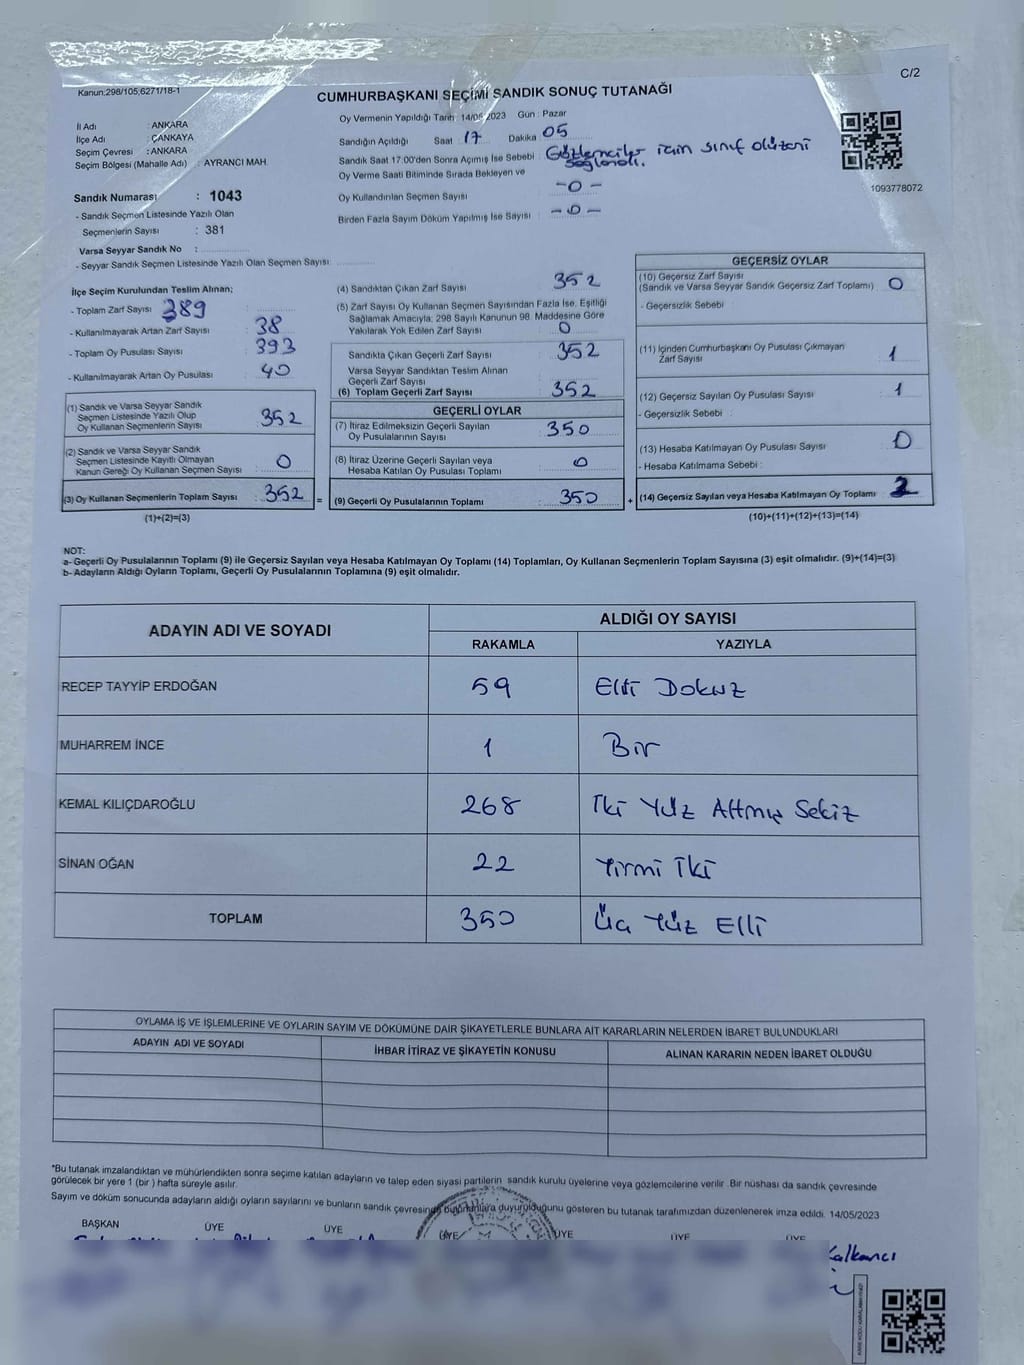 C/2
Kanun:298/105,6271/18-1
CUMHURBAŞKANI SEÇİMİ SANDIK SONUÇ TUTANAĞI
İl Adı : ANKARA
İlçe Adı : ÇANKAYA
Seçim Çevresi : ANKARA
Seçim Bölgesi (Mahalle Adı) : AYRANCI MAH
Sandık Numarası : 1043
- Sandık Seçmen Listesinde Yazılı Olan
Seçmenlerin Sayısı : 381
Varsa Seyyar Sandık No :
- Seyyar Sandık Seçmen Listesinde Yazılı Olan Seçmen Sayısı:
Oy Vermenin Yapıldığı Tarih : 14/05/2023 Gün : Pazar
Sandığın Açıldığı Saat : 17 Dakika : 05
Sandık Saat 17:00'den Sonra Açımış İse Sebebi : Gözlemciler için sınıf düzeni
sağlandı.
Oy Verme Saati Bitiminde Sırada Bekleyen ve
Oy Kullandırılan Seçmen Sayısı : -0-
Birden Fazla Sayım Döküm Yapılmış İse Sayısı : -0-
1093778072
İlçe Seçim Kurulundan Teslim Alınan;
- Toplam Zarf Sayısı : 389
- Kullanılmayarak Artan Zarf Sayısı : 38
- Toplam Oy Pusulası Sayısı : 393
- Kullanılmayarak Artan Oy Pusulası : 40
(1) Sandık ve Varsa Seyyar Sandık
Seçmen Listesinde Yazılı Olup
Oy Kullanan Seçmenlerin Sayısı : 352
(2) Sandık ve Varsa Seyyar Sandık
Seçmen Listesinde Kayıtlı Olmayan
Kanun Gereği Oy Kullanan Seçmen Sayısı : 0
(3) Oy Kullanan Seçmenlerin Toplam Sayısı : 352 =
(1)+(2)=(3)
(4) Sandıktan Çıkan Zarf Sayısı : 352
(5) Zarf Sayısı Oy Kullanan Seçmen Sayısından Fazla İse, Eşitliği
Sağlamak Amacıyla; 298 Sayılı Kanunun 98. Maddesine Göre
Yakılarak Yok Edilen Zarf Sayısı : 0
Sandıkta Çıkan Geçerli Zarf Sayısı : 352
Varsa Seyyar Sandıktan Teslim Alınan
Geçerli Zarf Sayısı :
(6) Toplam Geçerli Zarf Sayısı : 352
GEÇERLİ OYLAR
(7) İtiraz Edilmeksizin Geçerli Sayılan
Oy Pusulalarının Sayısı : 350
(8) İtiraz Üzerine Geçerli Sayılan veya
Hesaba Katılan Oy Pusulası Toplamı : 0
(9) Geçerli Oy Pusulalarının Toplamı : 350 +
GEÇERSİZ OYLAR
(10) Geçersiz Zarf Sayısı
(Sandık ve Varsa Seyyar Sandık Geçersiz Zarf Toplamı) : 0
- Geçersizlik Sebebi :
(11) İçinden Cumhurbaşkanı Oy Pusulası Çıkmayan
Zarf Sayısı : 1
(12) Geçersiz Sayılan Oy Pusulası Sayısı : 1
- Geçersizlik Sebebi :
(13) Hesaba Katılmayan Oy Pusulası Sayısı : 0
- Hesaba Katılmama Sebebi :
(14) Geçersiz Sayılan veya Hesaba Katılmayan Oy Toplamı : 2
(10)+(11)+(12)+(13)=(14)
NOT:
a- Geçerli Oy Pusulalarının Toplamı (9) ile Geçersiz Sayılan veya Hesaba Katılmayan Oy Toplamı (14) Toplamları, Oy Kullanan Seçmenlerin Toplam Sayısına (3) eşit olmalıdır. (9)+(14)=(3)
b- Adayların Aldığı Oyların Toplamı, Geçerli Oy Pusulalarının Toplamına (9) eşit olmalıdır.
ADAYIN ADI VE SOYADI ALDIĞI OY SAYISI
RAKAMLA YAZIYLA
RECEP TAYYİP ERDOĞAN 59 Elli Dokuz
MUHARREM İNCE 1 Bir
KEMAL KILIÇDAROĞLU 268 İki Yüz Altmış Sekiz
SİNAN OĞAN 22 Yirmi İki
TOPLAM 350 Üç Yüz Elli
OYLAMA İŞ VE İŞLEMLERİNE VE OYLARIN SAYIM VE DÖKÜMÜNE DAİR ŞİKAYETLERLE BUNLARA AİT KARARLARIN NELERDEN İBARET BULUNDUKLARI
ADAYIN ADI VE SOYADI İHBAR İTİRAZ VE ŞİKAYETİN KONUSU ALINAN KARARIN NEDEN İBARET OLDUĞU
*Bu tutanak imzalandıktan ve mühürlendikten sonra seçime katılan adayların ve talep eden siyasi partilerin sandık kurulu üyelerine veya gözlemcilerine verilir. Bir nüshası da sandık çevresinde
görülecek bir yere 1 (bir) hafta süreyle asılır.
Sayım ve döküm sonucunda adayların aldığı oyların sayılarını ve bunların sandık çevresinde bulunanlara duyurulduğunu gösteren bu tutanak tarafımızdan düzenlenerek imza edildi. 14/05/2023
BAŞKAN ÜYE ÜYE ÜYE ÜYE ÜYE ÜYE
Kalkancı